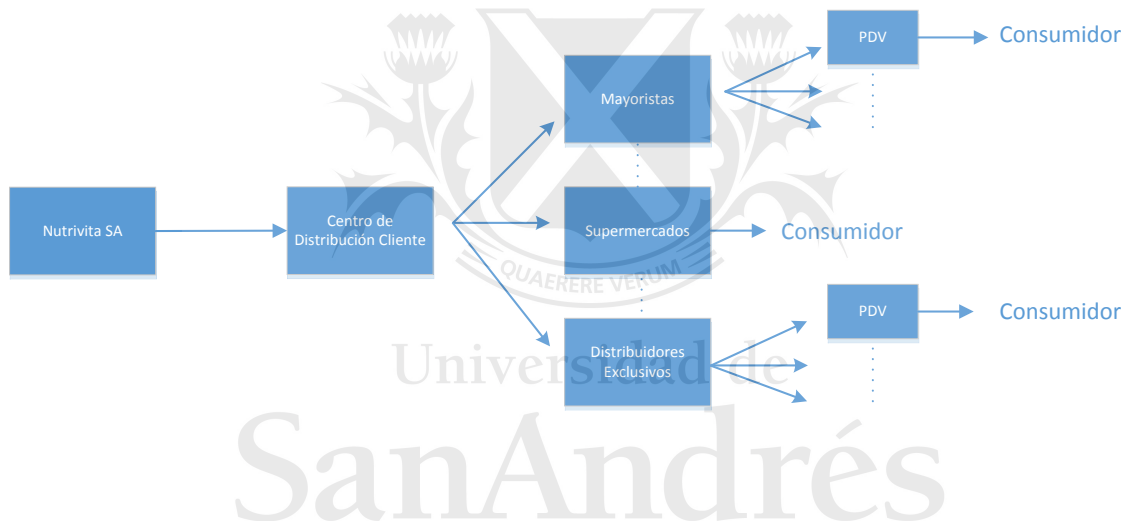 PDV
Consumidor
Mayoristas
Nutrivita SA
Centro de
Distribución Cliente
Supermercados
Consumidor
QUAERERE VERUM
PDV
Consumidor
Distribuidores
Exclusivos
Universidad de
SanAndrés